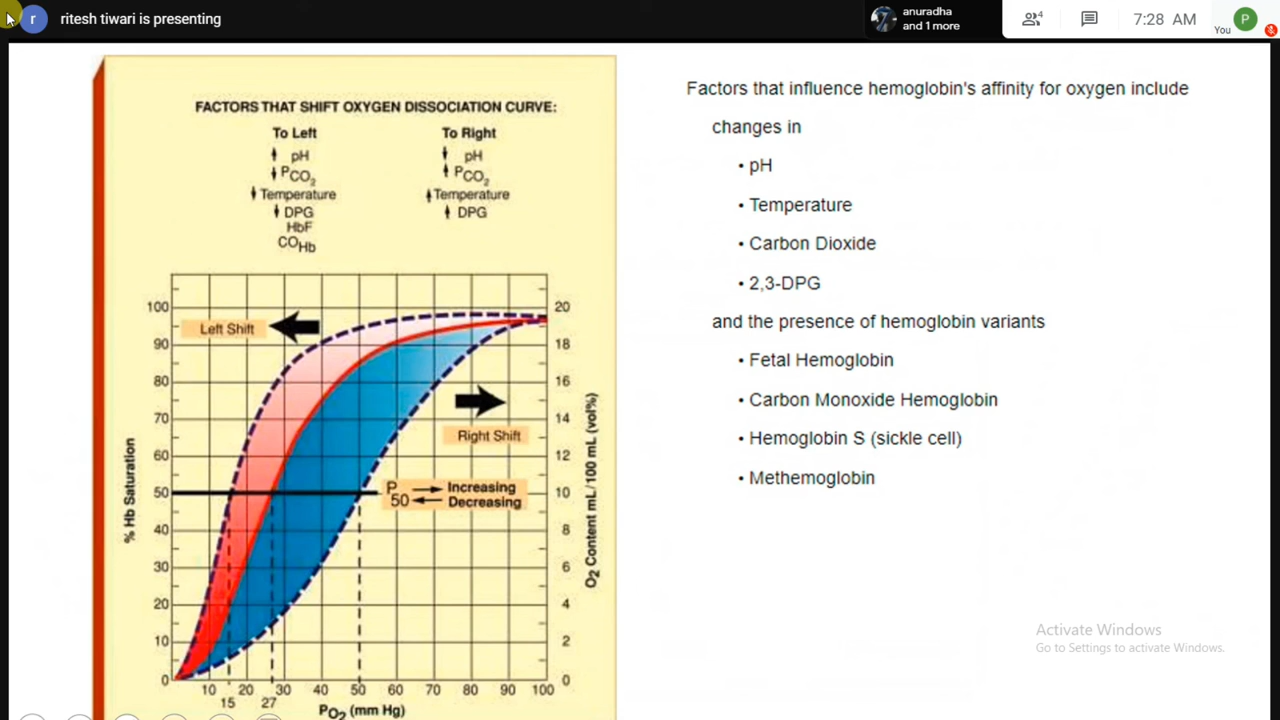 r ritesh tiwari is presenting
anuradha
and 1 more
4
7:28 AM
You
P
FACTORS THAT SHIFT OXYGEN DISSOCIATION CURVE:
To Left
↑ pH
↓ PCO2
↓ Temperature
↓ DPG
HbF
COHb
To Right
↓ pH
↑ PCO2
↑ Temperature
↑ DPG
% Hb Saturation
100
90
80
70
60
50
40
30
20
10
0
Left Shift
Right Shift
P50 → Increasing
← Decreasing
20
18
16
14
12
10
8
6
4
2
0
O2 Content mL/100 mL (vol%)
10 20 30 40 50 60 70 80 90 100
15 27
PO2 (mm Hg)
Factors that influence hemoglobin's affinity for oxygen include
changes in
• pH
• Temperature
• Carbon Dioxide
• 2,3-DPG
and the presence of hemoglobin variants
• Fetal Hemoglobin
• Carbon Monoxide Hemoglobin
• Hemoglobin S (sickle cell)
• Methemoglobin
Activate Windows
Go to Settings to activate Windows.